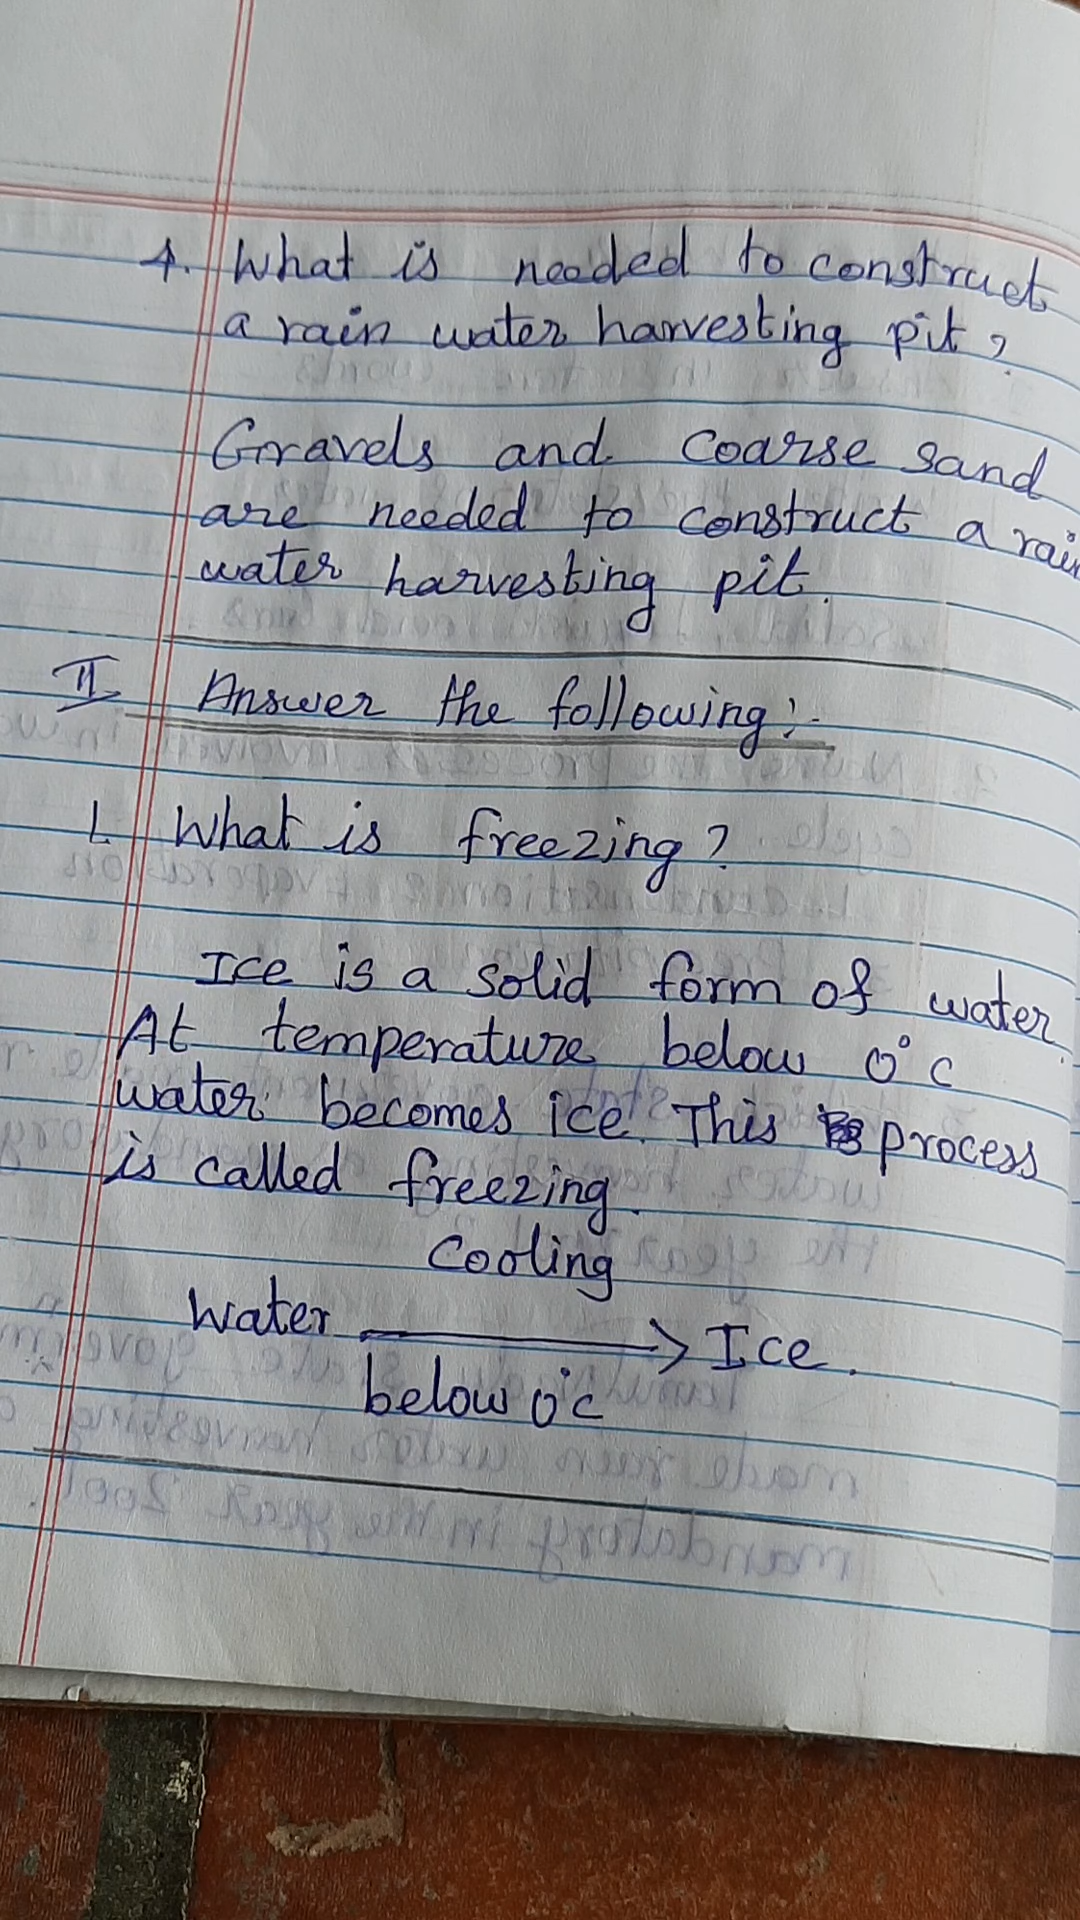 4. What is needed to construct
a rain water harvesting pit?
Gravels and coarse sand
are needed to construct a rain
water harvesting pit.
II Answer the following:-
1. What is freezing?
Ice is a solid form of water.
At temperature below 0°c
water becomes ice. This process
is called freezing.
Cooling
Water → Ice.
below 0°c